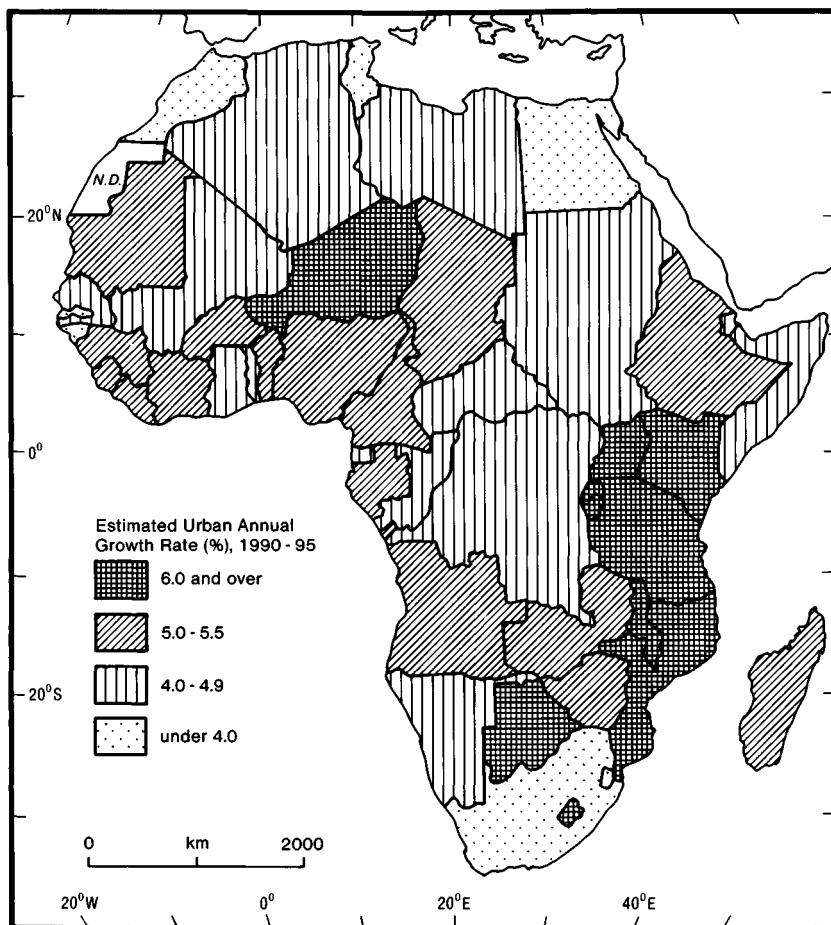 N.D.
20°N
0°
20°S
Estimated Urban Annual
Growth Rate (%), 1990 - 95
6.0 and over
5.0 - 5.5
4.0 - 4.9
under 4.0
0 km 2000
20°W 0° 20°E 40°E